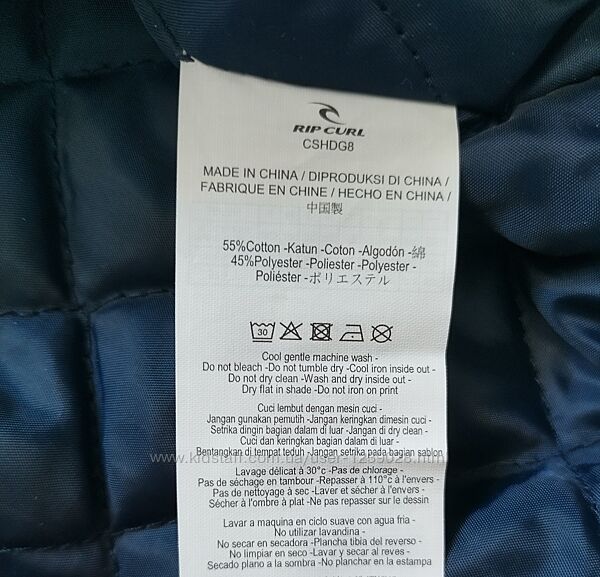 RIP CURL
CSHDG8
MADE IN CHINA / DIPRODUKSI DI CHINA /
FABRIQUE EN CHINE / HECHO EN CHINA /
中国製
55%Cotton -Katun -Coton -Algodón -綿
45%Polyester -Poliester -Polyester -
Poliéster -ポリエステル
30
Cool gentle machine wash -
Do not bleach -Do not tumble dry -Cool iron inside out -
Do not dry clean -Wash and dry inside out -
Dry flat in shade -Do not iron on print
Cuci lembut dengan mesin cuci -
Jangan gunakan pemutih -Jangan keringkan dimesin cuci -
Setrika dingin bagian dalam di luar -Jangan di dry clean -
Cuci dan keringkan bagian dalam di luar -
Bentangkan di tempat teduh -Jangan setrika pada bagian sablon
Lavage délicat à 30°c -Pas de chlorage -
Pas de séchage en tambour -Repasser à 110°c à l'envers -
Pas de nettoyage à sec -Laver et sécher à l'envers -
Sécher à l'ombre à plat -Ne pas repasser sur le dessin
Lavar a maquina en ciclo suave con agua fria -
No utilizar lavandina -
No secar en secadora -Plancha tibia del reverso -
No limpiar en seco -Lavar y secar al reves -
Secado plano a la sombra -No planchar en la estampa